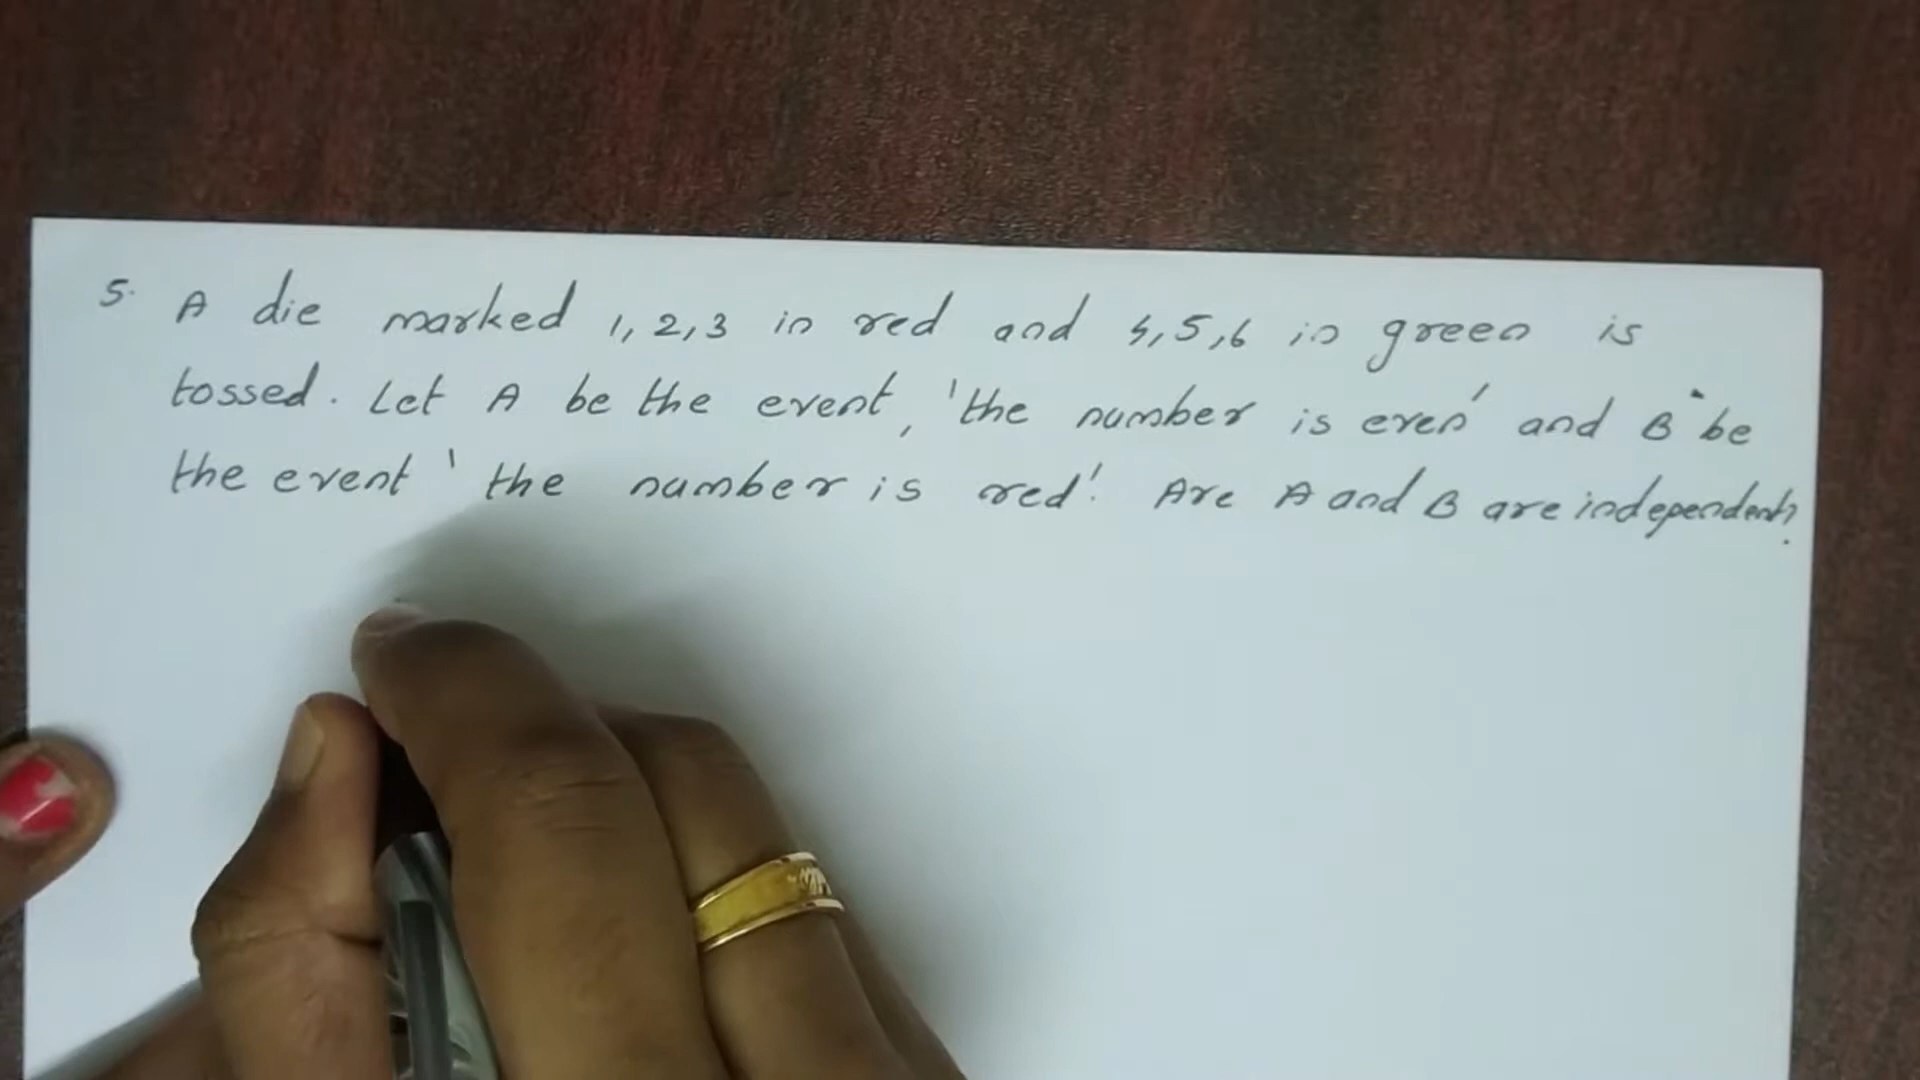 5. A die marked 1, 2, 3 in red and 4, 5, 6 in green is
tossed. Let A be the event, 'the number is even' and B be
the event 'the number is red'. Are A and B are independent?